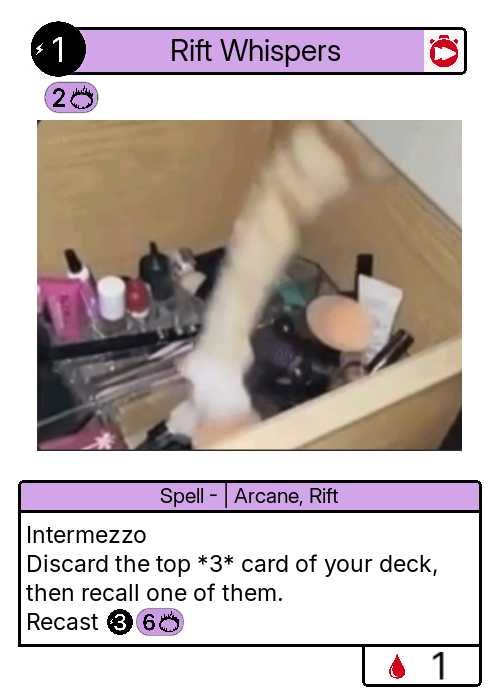 1 Rift Whispers
2
Spell - | Arcane, Rift
Intermezzo
Discard the top *3* card of your deck,
then recall one of them.
Recast 3 6
1